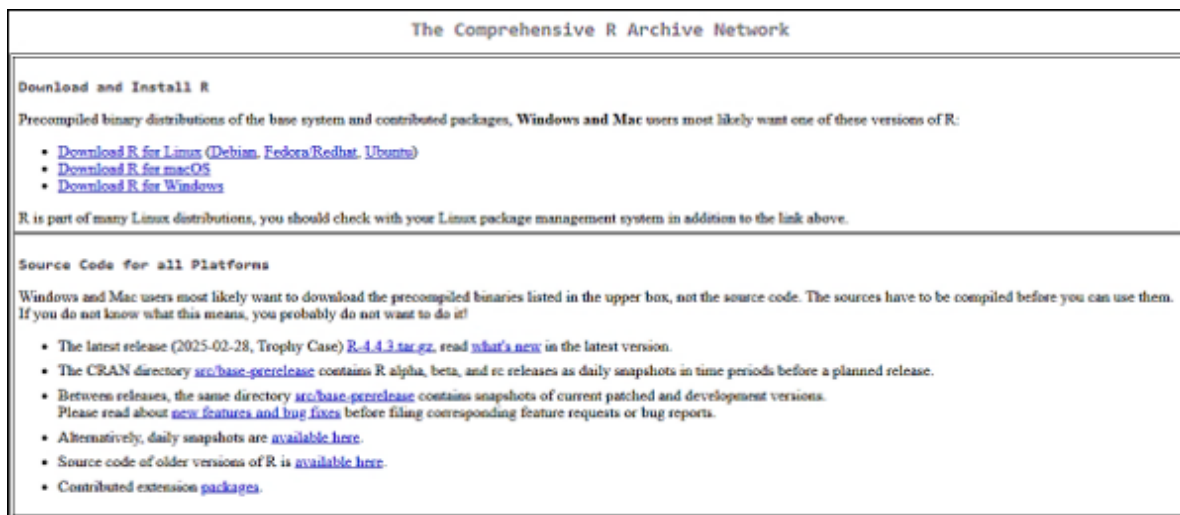 The Comprehensive R Archive Network
Download and Install R
Precompiled binary distributions of the base system and contributed packages, Windows and Mac users most likely want one of these versions of R:
• Download R for Linux (Debian, Fedora/Redhat, Ubuntu)
• Download R for macOS
• Download R for Windows
R is part of many Linux distributions, you should check with your Linux package management system in addition to the link above.
Source Code for all Platforms
Windows and Mac users most likely want to download the precompiled binaries listed in the upper box, not the source code. The sources have to be compiled before you can use them.
If you do not know what this means, you probably do not want to do it!
• The latest release (2025-02-28, Trophy Case) R-4.4.3.tar.gz, read what's new in the latest version.
• The CRAN directory src/base-prerelease contains R alpha, beta, and rc releases as daily snapshots in time periods before a planned release.
• Between releases, the same directory src/base-prerelease contains snapshots of current patched and development versions.
Please read about new features and bug fixes before filing corresponding feature requests or bug reports.
• Alternatively, daily snapshots are available here.
• Source code of older versions of R is available here.
• Contributed extension packages.